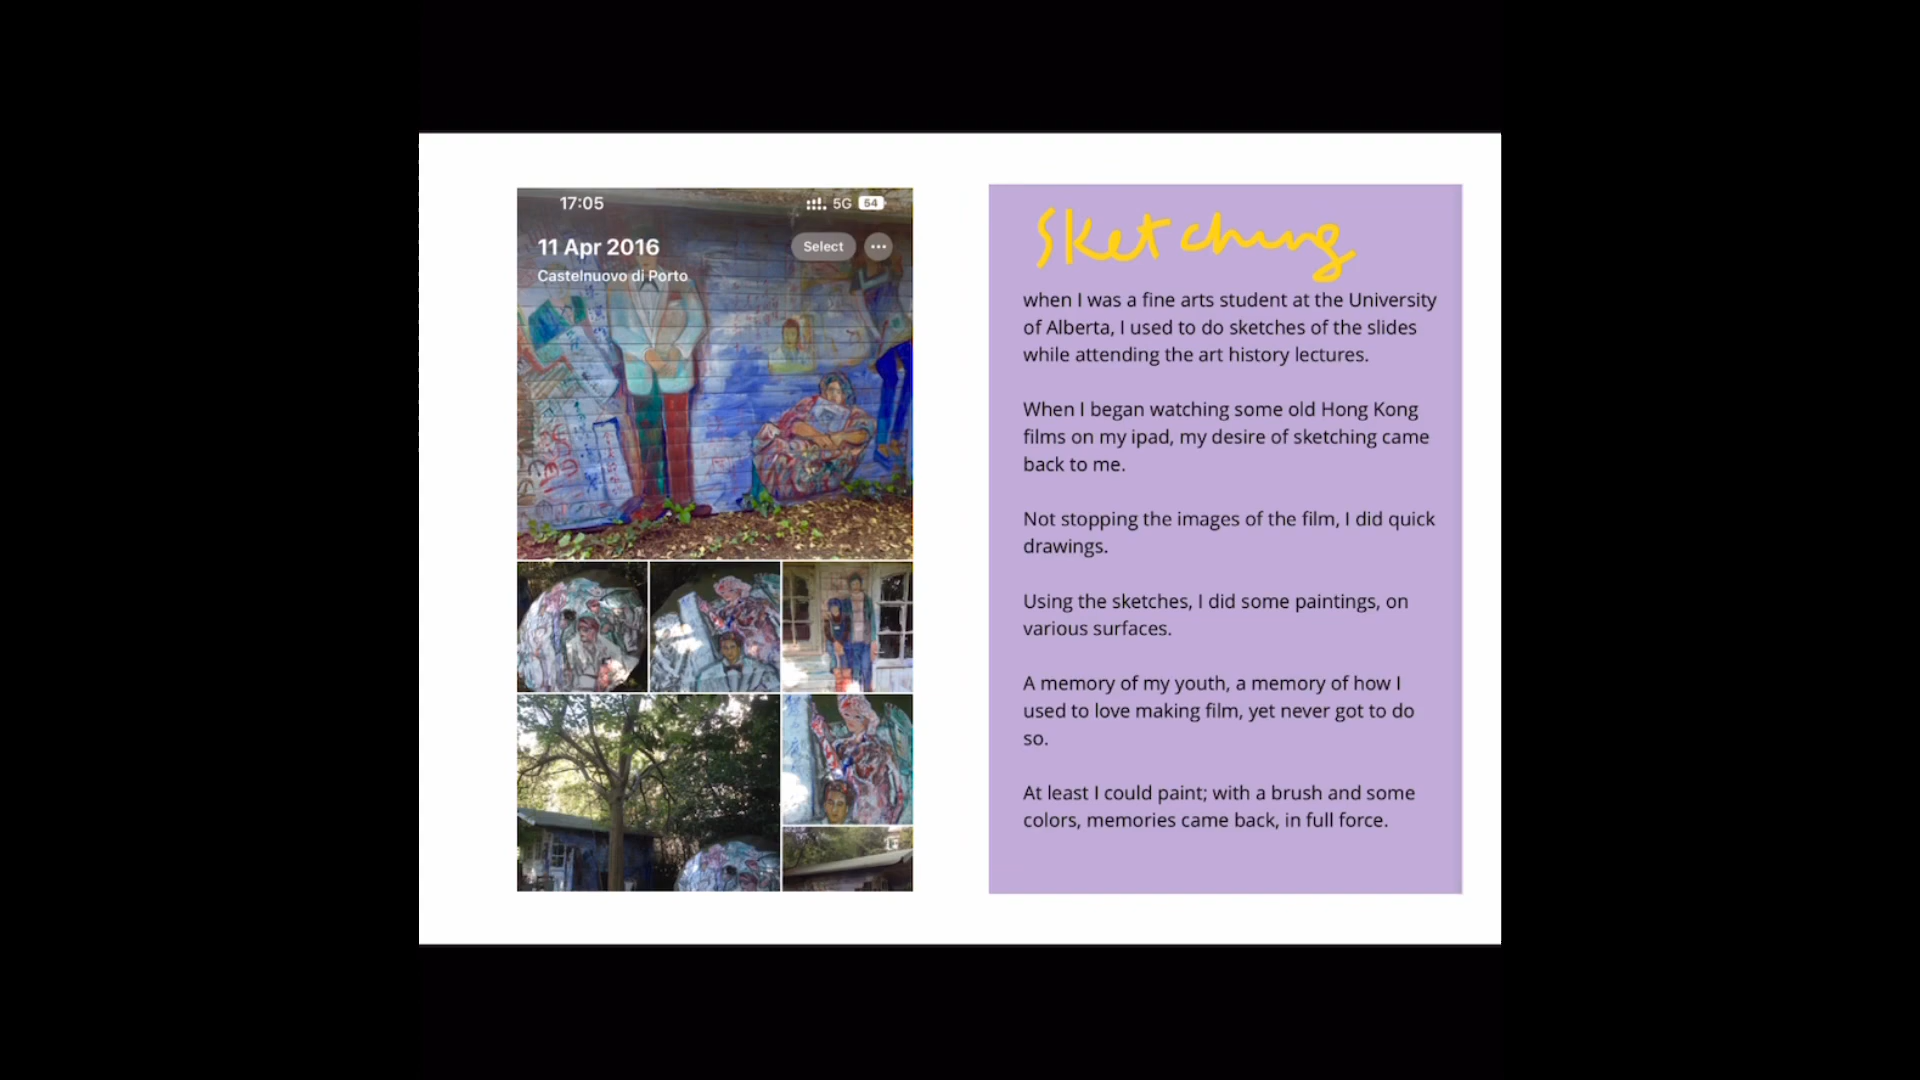 17:05
5G 54
11 Apr 2016
Select
Castelnuovo di Porto
Sketching
when I was a fine arts student at the University
of Alberta, I used to do sketches of the slides
while attending the art history lectures.
When I began watching some old Hong Kong
films on my ipad, my desire of sketching came
back to me.
Not stopping the images of the film, I did quick
drawings.
Using the sketches, I did some paintings, on
various surfaces.
A memory of my youth, a memory of how I
used to love making film, yet never got to do
so.
At least I could paint; with a brush and some
colors, memories came back, in full force.